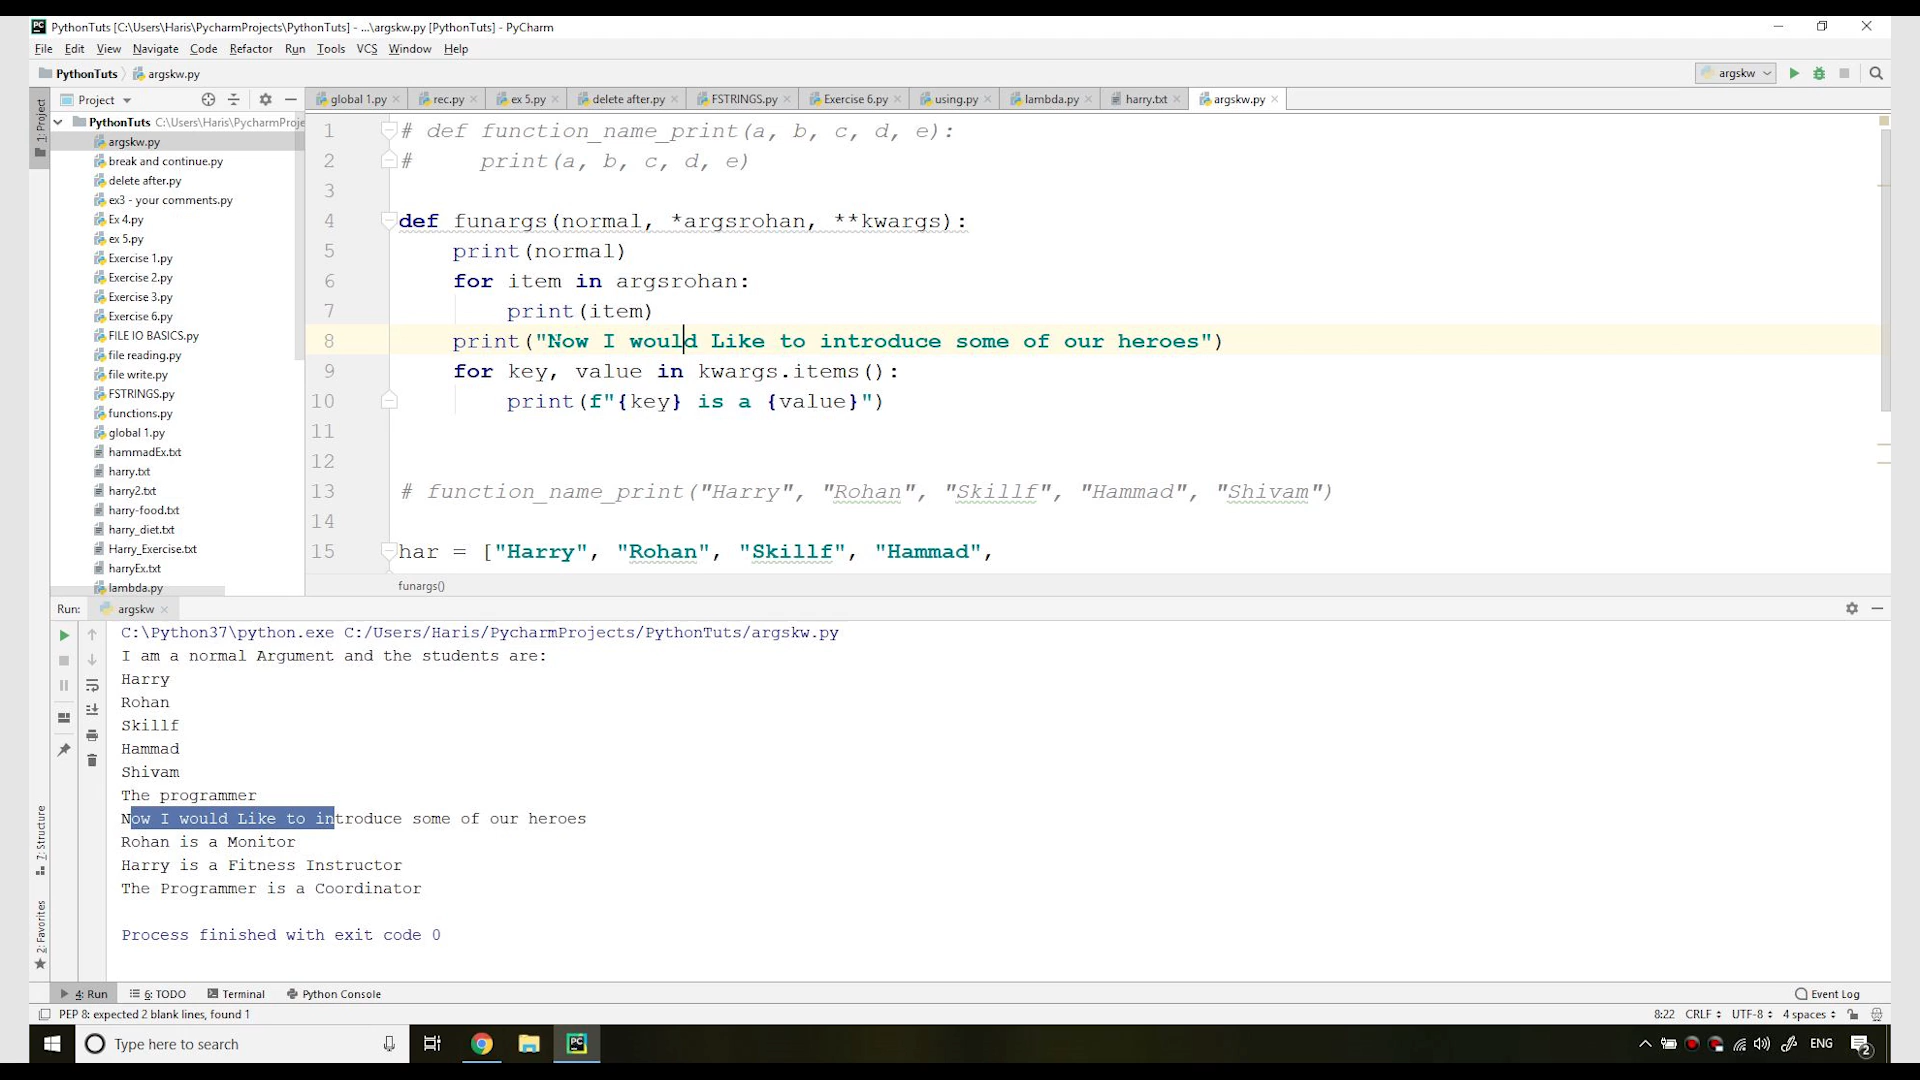 PythonTuts [C:\Users\Haris\PycharmProjects\PythonTuts] - ...\argskw.py [PythonTuts] - PyCharm
File Edit View Navigate Code Refactor Run Tools VCS Window Help
PythonTuts argskw.py argskw
1: Project Project global 1.py rec.py ex 5.py delete after.py FSTRINGS.py Exercise 6.py using.py lambda.py harry.txt argskw.py
PythonTuts C:\Users\Haris\PycharmProje
argskw.py
break and continue.py
delete after.py
ex3 - your comments.py
Ex 4.py
ex 5.py
Exercise 1.py
Exercise 2.py
Exercise 3.py
Exercise 6.py
FILE IO BASICS.py
file reading.py
file write.py
FSTRINGS.py
functions.py
global 1.py
hammadEx.txt
harry.txt
harry2.txt
harry-food.txt
harry_diet.txt
Harry_Exercise.txt
harryEx.txt
lambda.py
1 # def function_name_print(a, b, c, d, e):
2 #     print(a, b, c, d, e)
3
4 def funargs(normal, *argsrohan, **kwargs):
5     print(normal)
6     for item in argsrohan:
7         print(item)
8     print("Now I would Like to introduce some of our heroes")
9     for key, value in kwargs.items():
10         print(f"{key} is a {value}")
11
12
13 # function_name_print("Harry", "Rohan", "Skillf", "Hammad", "Shivam")
14
15 har = ["Harry", "Rohan", "Skillf", "Hammad",
funargs()
Run: argskw
C:\Python37\python.exe C:/Users/Haris/PycharmProjects/PythonTuts/argskw.py
I am a normal Argument and the students are:
Harry
Rohan
Skillf
Hammad
Shivam
The programmer
Now I would Like to introduce some of our heroes
Rohan is a Monitor
Harry is a Fitness Instructor
The Programmer is a Coordinator
Process finished with exit code 0
7: Structure
2: Favorites
4: Run 6: TODO Terminal Python Console Event Log
PEP 8: expected 2 blank lines, found 1 8:22 CRLF UTF-8 4 spaces
Type here to search PC ENG 2